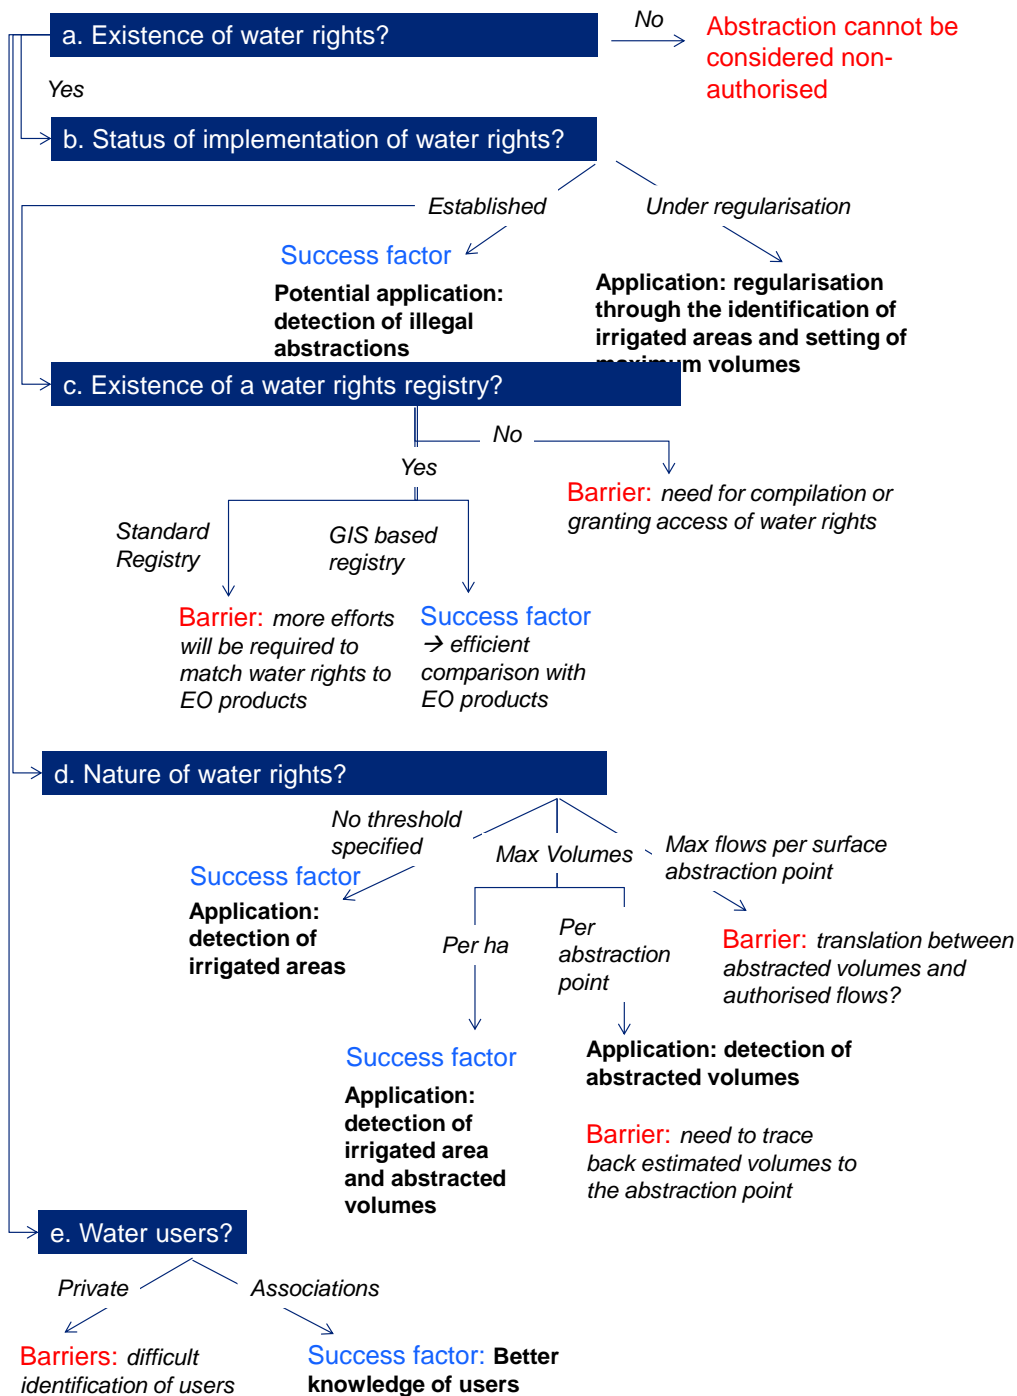 a. Existence of water rights?
No
Abstraction cannot be
considered non-
authorised
Yes
b. Status of implementation of water rights?
Established
Under regularisation
Success factor
Potential application:
detection of illegal
abstractions
Application: regularisation
through the identification of
irrigated areas and setting of
maximum volumes
c. Existence of a water rights registry?
No
Yes
Barrier: need for compilation or
granting access of water rights
Standard
Registry
GIS based
registry
Barrier: more efforts
will be required to
match water rights to
EO products
Success factor
→ efficient
comparison with
EO products
d. Nature of water rights?
No threshold
specified
Max Volumes
Max flows per surface
abstraction point
Success factor
Application:
detection of
irrigated areas
Per ha
Per
abstraction
point
Barrier: translation between
abstracted volumes and
authorised flows?
Success factor
Application:
detection of
irrigated area
and abstracted
volumes
Application: detection of
abstracted volumes
Barrier: need to trace
back estimated volumes to
the abstraction point
e. Water users?
Private
Associations
Barriers: difficult
identification of users
Success factor: Better
knowledge of users